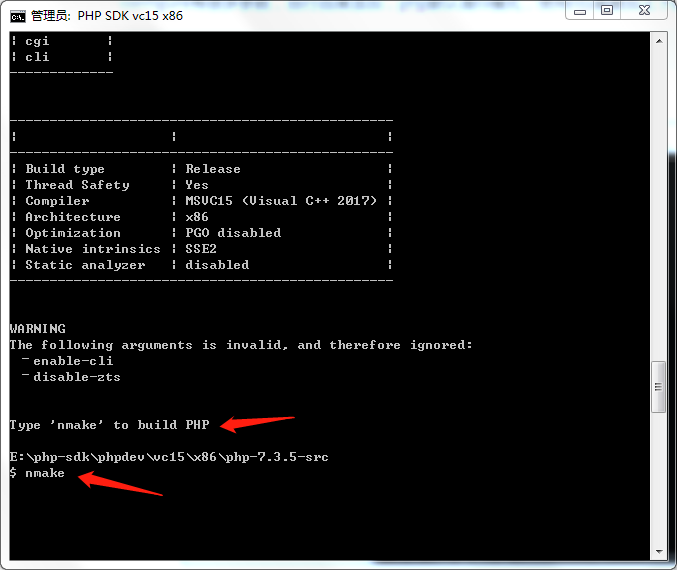 管理员: PHP SDK vc15 x86
| cgi |
| cli |
-------------
------------------------------------------------
| | |
------------------------------------------------
| Build type | Release |
| Thread Safety | Yes |
| Compiler | MSVC15 (Visual C++ 2017) |
| Architecture | x86 |
| Optimization | PGO disabled |
| Native intrinsics | SSE2 |
| Static analyzer | disabled |
------------------------------------------------
WARNING
The following arguments is invalid, and therefore ignored:
-enable-cli
-disable-zts
Type 'nmake' to build PHP
E:\php-sdk\phpdev\vc15\x86\php-7.3.5-src
$ nmake